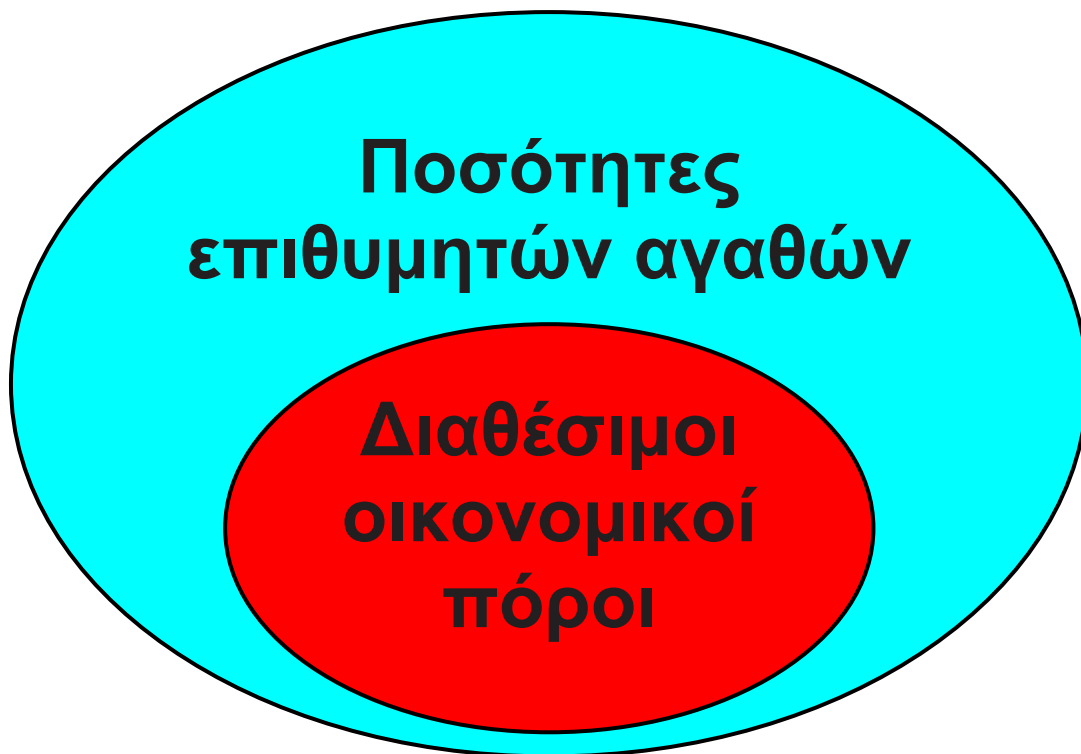 Ποσότητες
επιθυμητών αγαθών
Διαθέσιμοι
οικονομικοί
πόροι